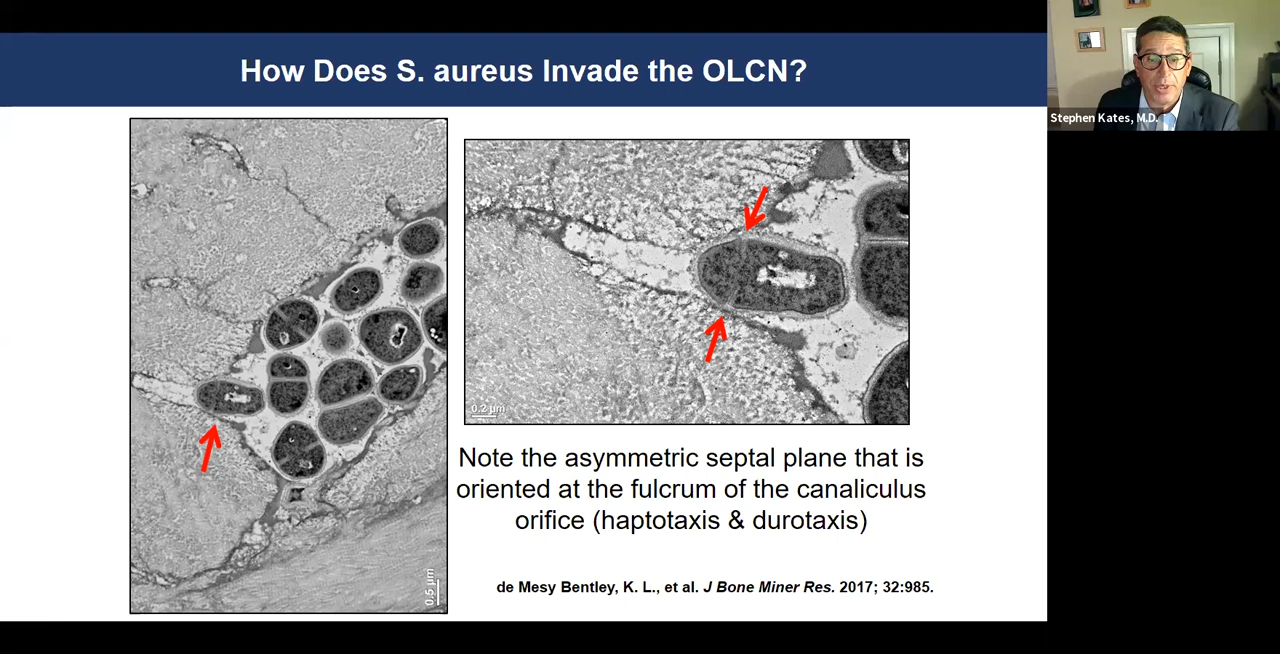 How Does S. aureus Invade the OLCN?
Stephen Kates, M.D.
0.5 µm
0.2 µm
Note the asymmetric septal plane that is
oriented at the fulcrum of the canaliculus
orifice (haptotaxis & durotaxis)
de Mesy Bentley, K. L., et al. J Bone Miner Res. 2017; 32:985.